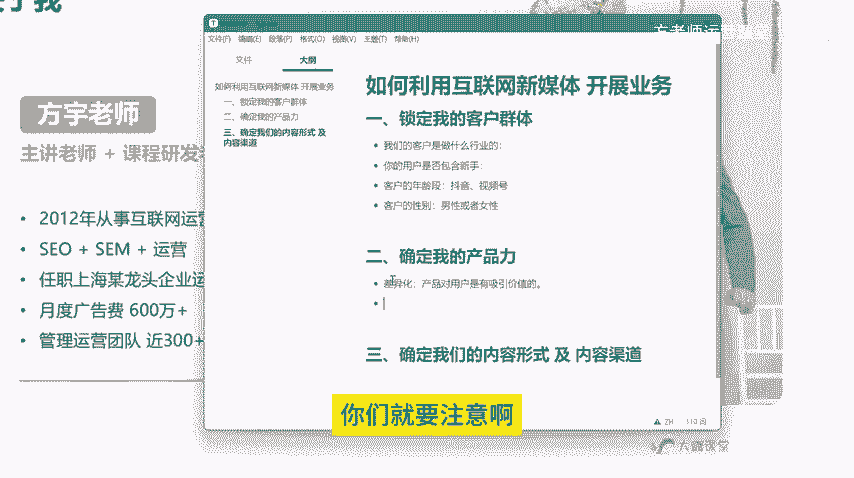 方宇老师
主讲老师 + 课程研发
• 2012年从事互联网运营
• SEO + SEM + 运营
• 任职上海某龙头企业运
• 月度广告费 600万+
• 管理运营团队 近300+
文件(F) 编辑(E) 段落(P) 格式(O) 视图(V) 主题(T) 帮助(H)
文件 大纲
如何利用互联网新媒体 开展业务
一、锁定我的客户群体
二、确定我的产品力
三、确定我们的内容形式 及
内容渠道
如何利用互联网新媒体 开展业务
一、锁定我的客户群体
• 我们的客户是做什么行业的:
• 你的用户是否包含新手:
• 客户的年龄段: 抖音、视频号
• 客户的性别: 男性或者女性
二、确定我的产品力
• 差异化: 产品对用户是有吸引价值的。
三、确定我们的内容形式 及 内容渠道
你们就要注意啊
ZH